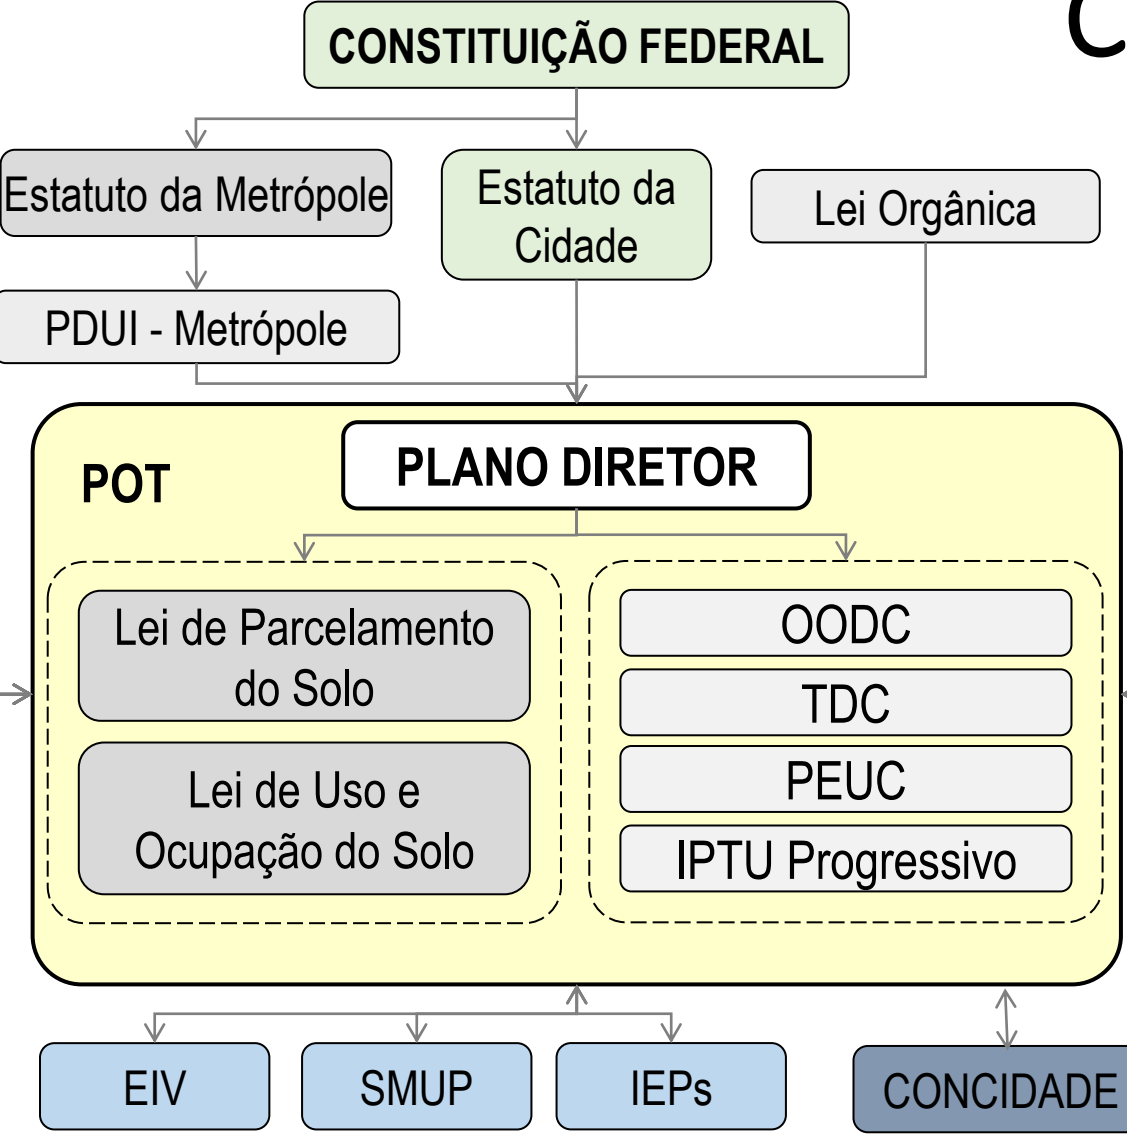 C
CONSTITUIÇÃO FEDERAL
Estatuto da Metrópole
Estatuto da
Cidade
Lei Orgânica
PDUI - Metrópole
POT
PLANO DIRETOR
Lei de Parcelamento
do Solo
Lei de Uso e
Ocupação do Solo
OODC
TDC
PEUC
IPTU Progressivo
EIV
SMUP
IEPs
CONCIDADE